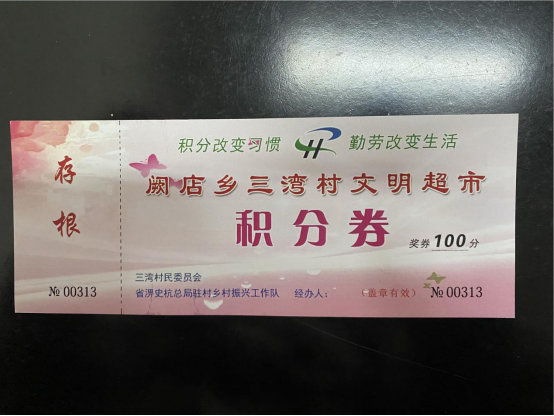 存根
№ 00313
积分改变习惯 勤劳改变生活
阙店乡三湾村文明超市
积分券
奖券 100 分
三湾村民委员会
省淠史杭总局驻村乡村振兴工作队 经办人： （盖章有效） № 00313